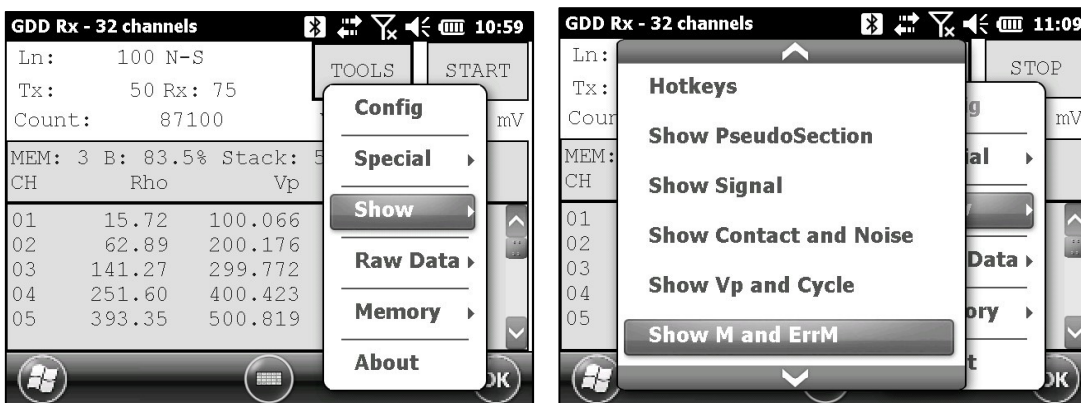 GDD Rx - 32 channels 10:59
Ln: 100 N-S
TOOLS START
Tx: 50 Rx: 75
Count: 87100 mV
MEM: 3 B: 83.5% Stack: 5
CH Rho Vp
01 15.72 100.066
02 62.89 200.176
03 141.27 299.772
04 251.60 400.423
05 393.35 500.819
Config
Special
Show
Raw Data
Memory
About
OK
GDD Rx - 32 channels 11:09
Ln:
STOP
Tx:
Coun mV
MEM:
CH
01
02
03
04
05
Hotkeys
Show PseudoSection
Show Signal
Show Contact and Noise
Show Vp and Cycle
Show M and ErrM
g
ial
Data
ory
t
OK